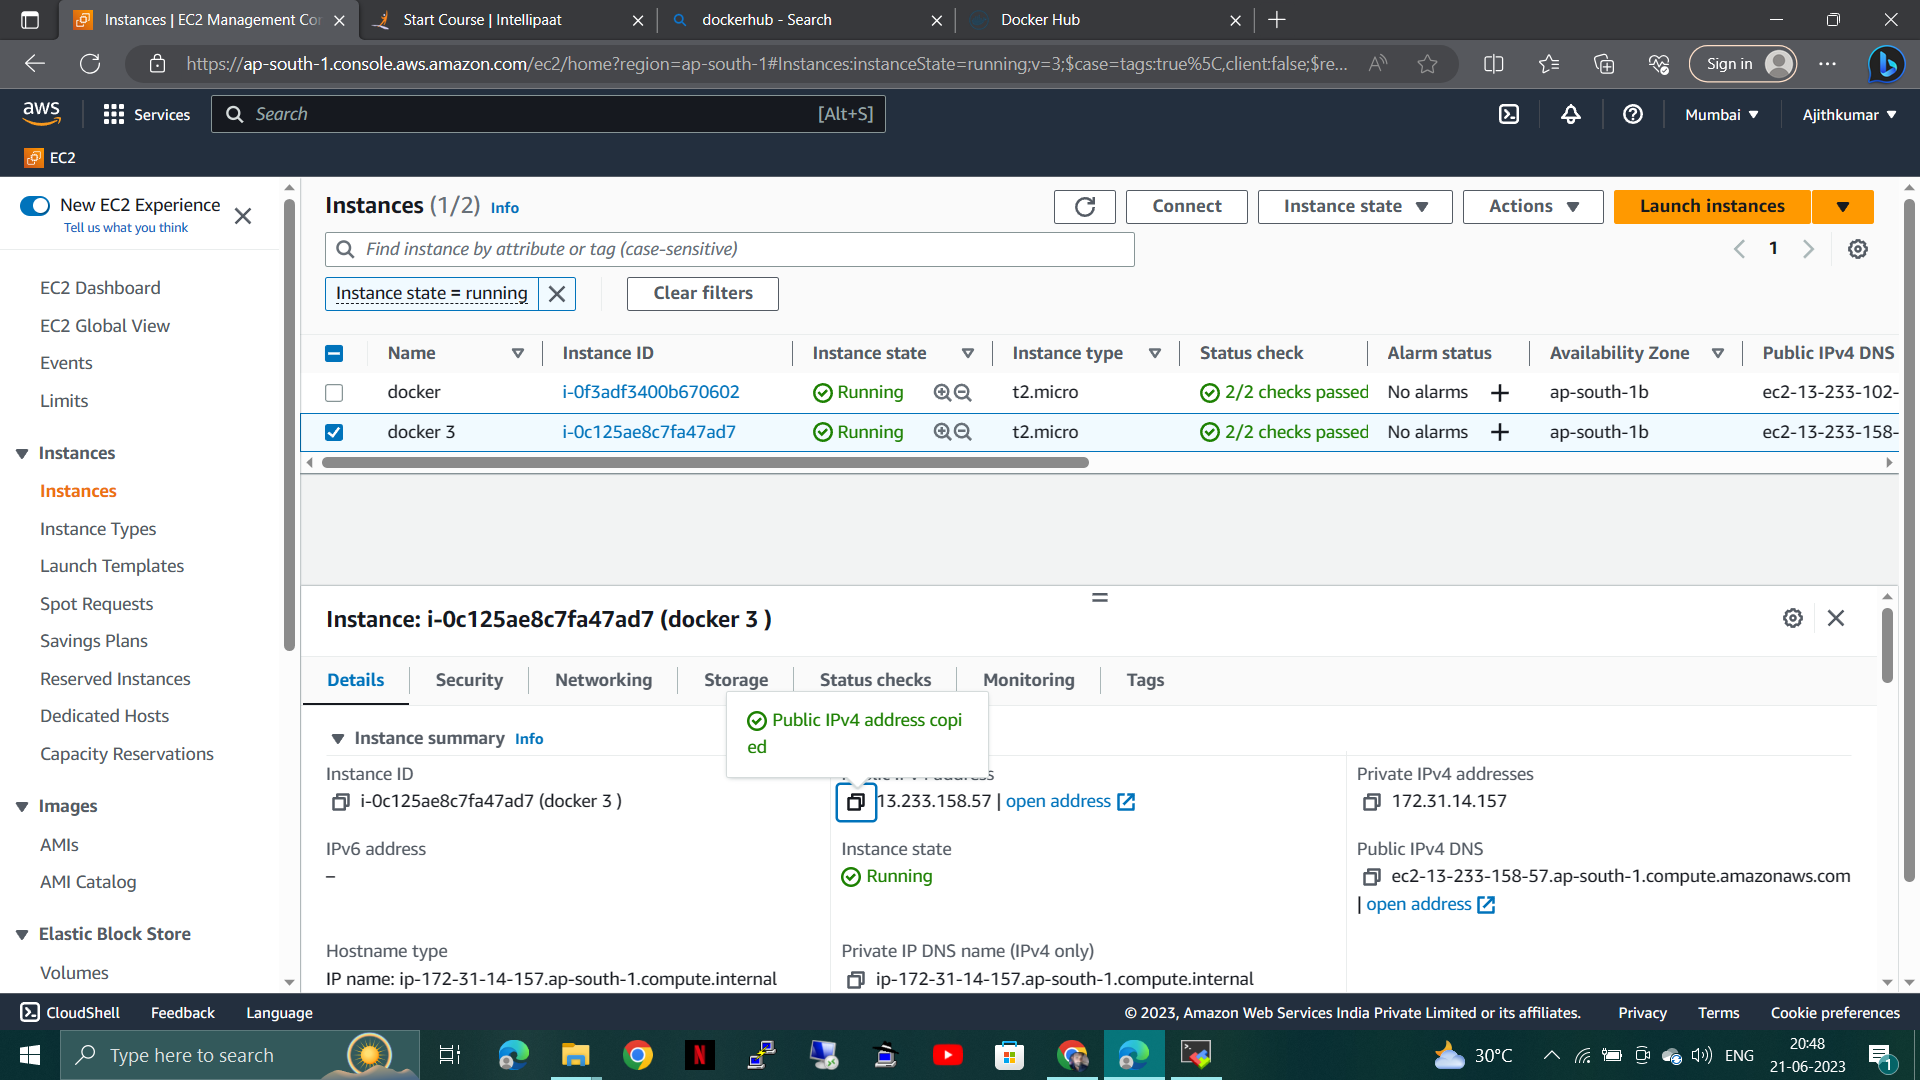 Instances | EC2 Management Con
Start Course | Intellipaat
dockerhub - Search
Docker Hub
https://ap-south-1.console.aws.amazon.com/ec2/home?region=ap-south-1#Instances:instanceState=running;v=3;$case=tags:true%5C,client:false;$re...
Sign in
aws
Services
Search
[Alt+S]
Mumbai
Ajithkumar
EC2
New EC2 Experience
Tell us what you think
EC2 Dashboard
EC2 Global View
Events
Limits
Instances
Instances
Instance Types
Launch Templates
Spot Requests
Savings Plans
Reserved Instances
Dedicated Hosts
Capacity Reservations
Images
AMIs
AMI Catalog
Elastic Block Store
Volumes
Instances (1/2) Info
Connect
Instance state
Actions
Launch instances
Find instance by attribute or tag (case-sensitive)
1
Instance state = running
Clear filters
Name Instance ID Instance state Instance type Status check Alarm status Availability Zone Public IPv4 DNS
docker i-0f3adf3400b670602 Running t2.micro 2/2 checks passed No alarms + ap-south-1b ec2-13-233-102-
docker 3 i-0c125ae8c7fa47ad7 Running t2.micro 2/2 checks passed No alarms + ap-south-1b ec2-13-233-158-
Instance: i-0c125ae8c7fa47ad7 (docker 3 )
Details Security Networking Storage Status checks Monitoring Tags
Public IPv4 address copi
ed
Instance summary Info
Instance ID
i-0c125ae8c7fa47ad7 (docker 3 )
13.233.158.57 | open address
Private IPv4 addresses
172.31.14.157
IPv6 address
–
Instance state
Running
Public IPv4 DNS
ec2-13-233-158-57.ap-south-1.compute.amazonaws.com
| open address
Hostname type
IP name: ip-172-31-14-157.ap-south-1.compute.internal
Private IP DNS name (IPv4 only)
ip-172-31-14-157.ap-south-1.compute.internal
CloudShell
Feedback
Language
© 2023, Amazon Web Services India Private Limited or its affiliates.
Privacy
Terms
Cookie preferences
Type here to search
30°C
ENG
20:48
21-06-2023
1